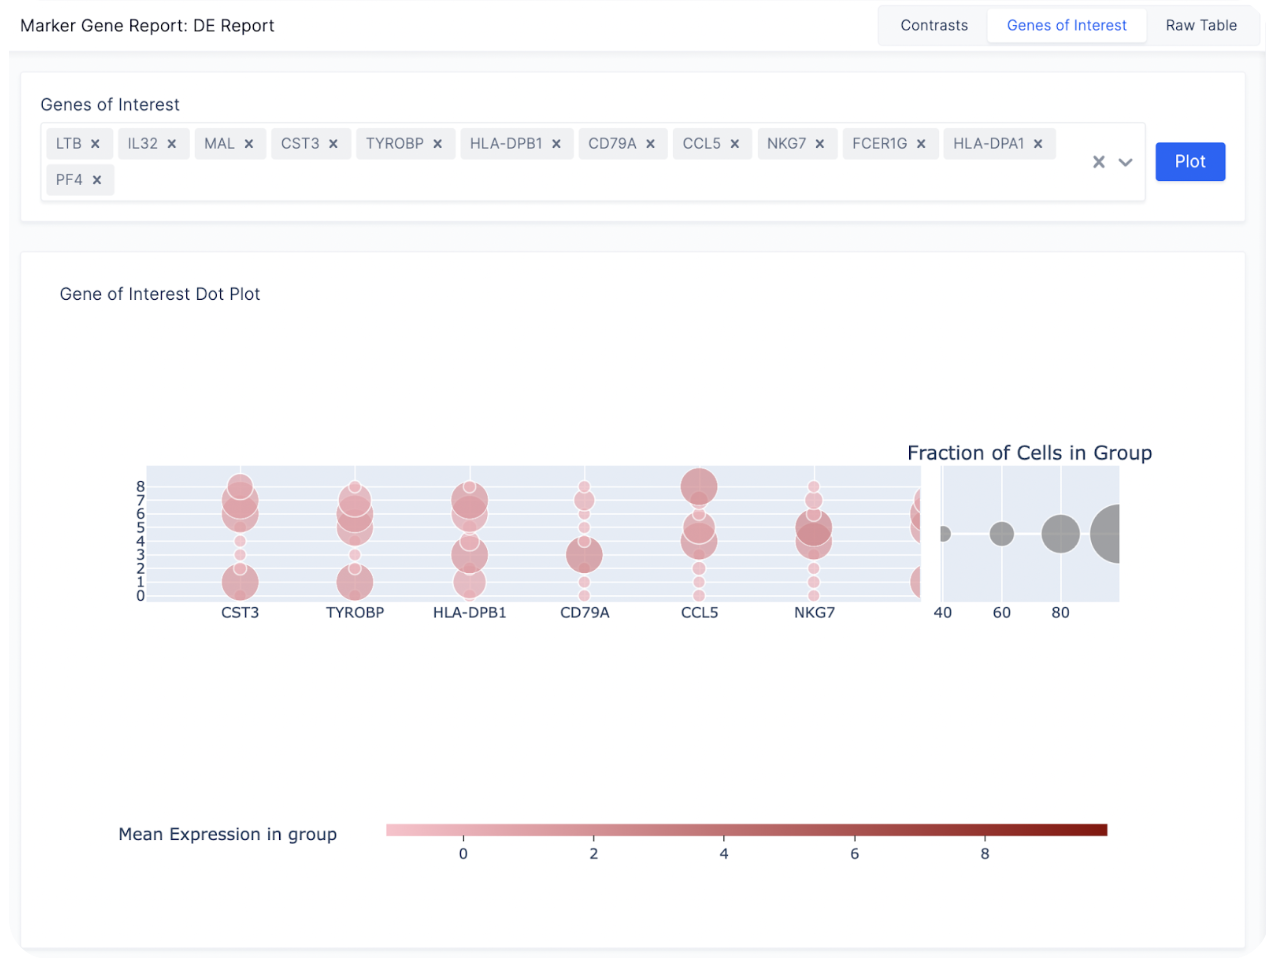 Marker Gene Report: DE Report
Contrasts
Genes of Interest
Raw Table
Genes of Interest
LTB × IL32 × MAL × CST3 × TYROBP × HLA-DPB1 × CD79A × CCL5 × NKG7 × FCER1G × HLA-DPA1 ×
PF4 ×
Plot
Gene of Interest Dot Plot
Fraction of Cells in Group
8
7
6
5
4
3
2
1
0
CST3 TYROBP HLA-DPB1 CD79A CCL5 NKG7
40 60 80
Mean Expression in group
0 2 4 6 8